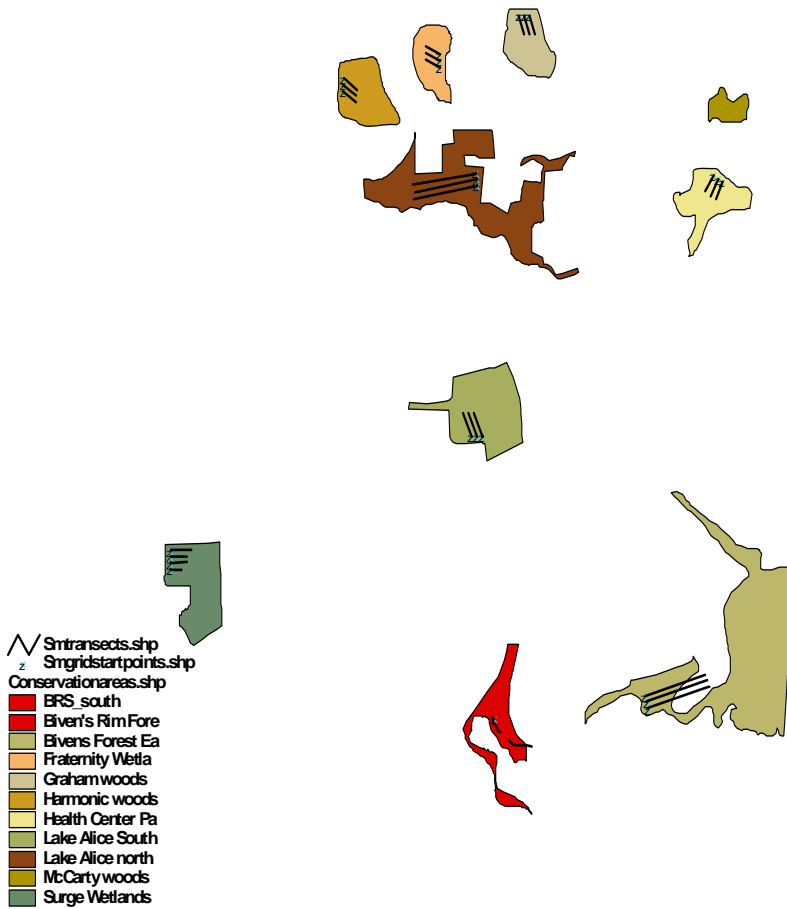 Smtransects.shp
z Smgridstartpoints.shp
Conservationareas.shp
BRS_south
Biven's Rim Fore
Bivens Forest Ea
Fraternity Wetla
Graham woods
Harmonic woods
Health Center Pa
Lake Alice South
Lake Alice north
McCarty woods
Surge Wetlands